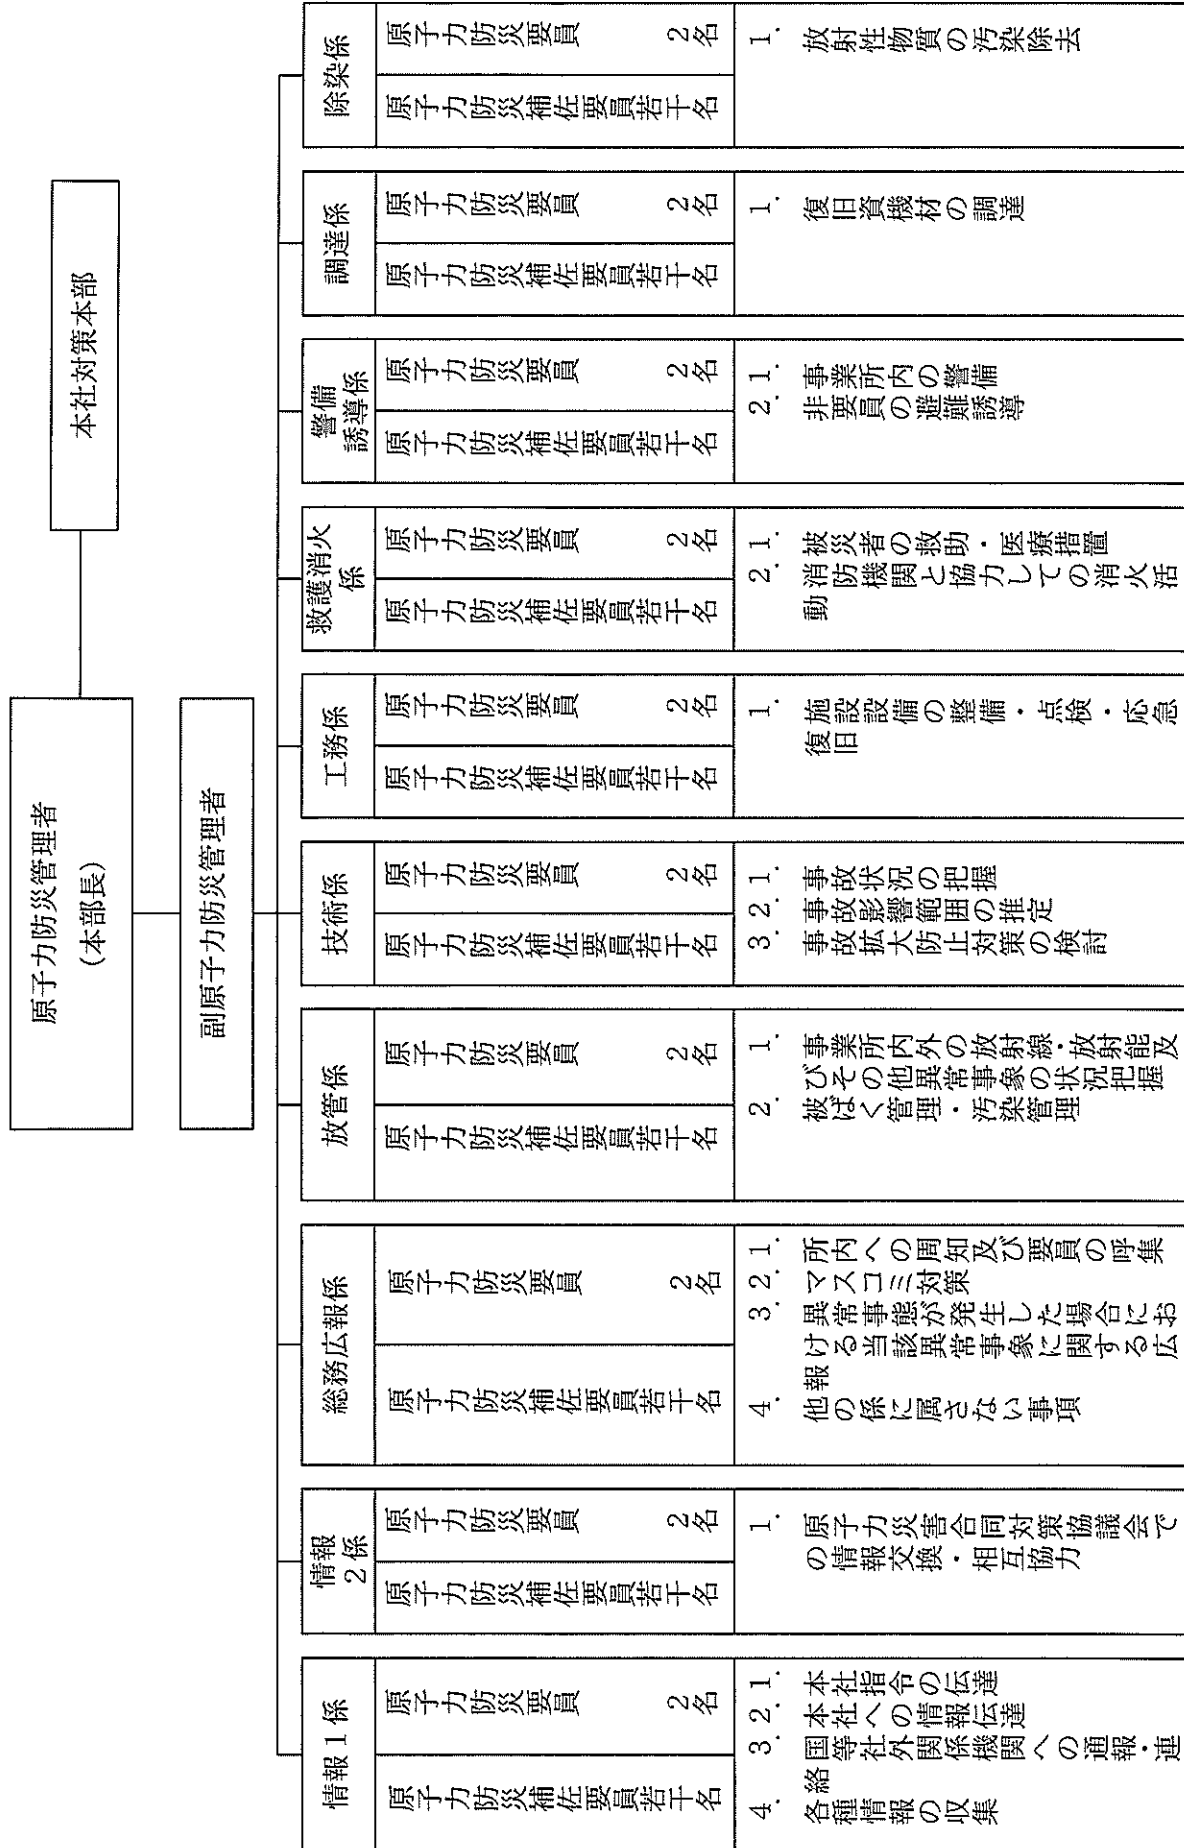 原子力防災管理者
（本部長）
本社対策本部
副原子力防災管理者
情報１係
原子力防災要員　２名
原子力防災補佐要員若干名
１．本社指令の伝達
２．本社への情報伝達
３．国等社外関係機関への通報・連
絡
４．各種情報の収集
情報
２係
原子力防災要員　２名
原子力防災補佐要員若干名
１．原子力災害合同対策協議会で
の情報交換・相互協力
総務広報係
原子力防災要員　２名
原子力防災補佐要員若干名
１．所内への周知及び要員の呼集
２．マスコミ対策
３．異常事態が発生した場合にお
ける当該異常事象に関する広
報
４．他の係に属さない事項
放管係
原子力防災要員　２名
原子力防災補佐要員若干名
１．事業所内外の放射線・放射能及
びその他異常事象の状況把握
２．被ばく管理・汚染管理
技術係
原子力防災要員　２名
原子力防災補佐要員若干名
１．事故状況の把握
２．事故影響範囲の推定
３．事故拡大防止対策の検討
工務係
原子力防災要員　２名
原子力防災補佐要員若干名
１．施設設備の整備・点検・応急
復旧
救護消火
係
原子力防災要員　２名
原子力防災補佐要員若干名
１．被災者の救助・医療措置
２．消防機関と協力しての消火活
動
警備
誘導係
原子力防災要員　２名
原子力防災補佐要員若干名
１．事業所内の警備
２．非要員の避難誘導
調達係
原子力防災要員　２名
原子力防災補佐要員若干名
１．復旧資機材の調達
除染係
原子力防災要員　２名
原子力防災補佐要員若干名
１．放射性物質の汚染除去